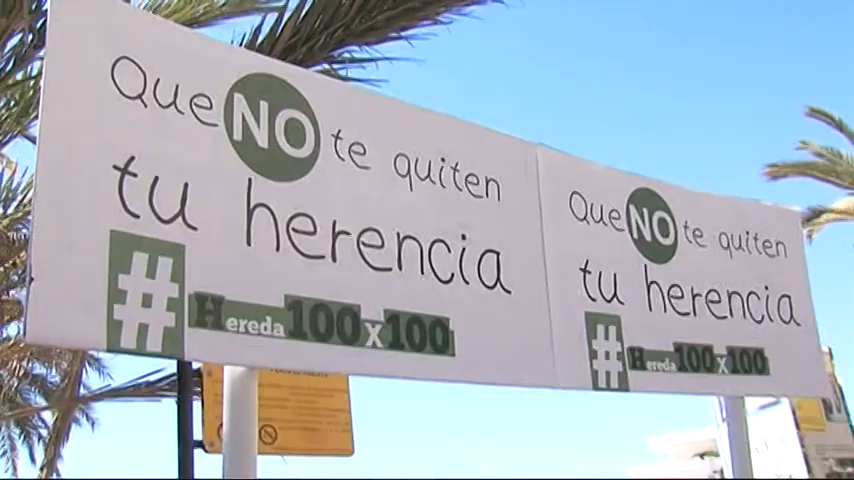 Que NO te quiten
tu herencia
# Hereda 100x100
Que NO te quiten
tu herencia
# Hereda 100x100